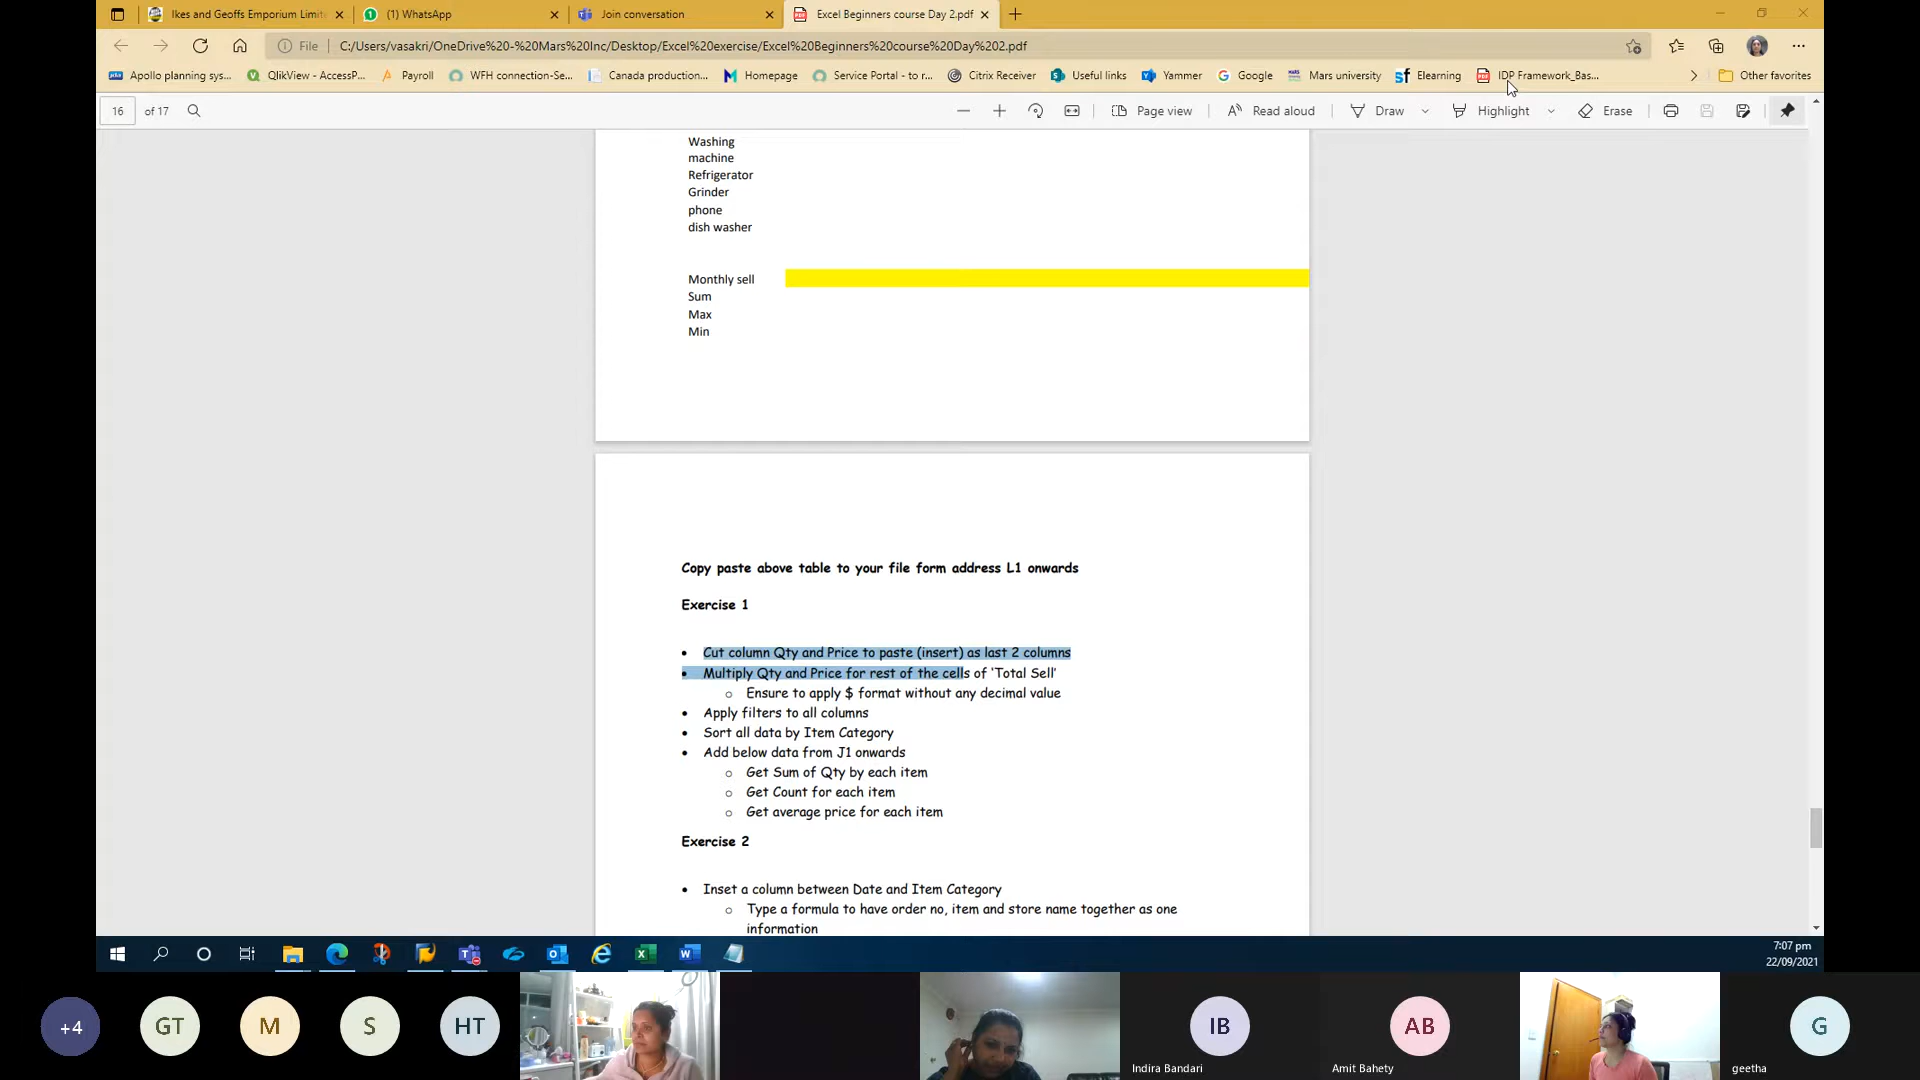 Ikes and Geoffs Emporium Limit
(1) WhatsApp
Join conversation
Excel Beginners course Day 2.pdf
File
C:/Users/vasakri/OneDrive%20-%20Mars%20Inc/Desktop/Excel%20exercise/Excel%20Beginners%20course%20Day%202.pdf
Apollo planning sys...
QlikView - AccessP...
Payroll
WFH connection-Se...
Canada production...
Homepage
Service Portal - to r...
Citrix Receiver
Useful links
Yammer
Google
Mars university
Elearning
IDP Framework_Bas...
Other favorites
16
of 17
Page view
Read aloud
Draw
Highlight
Erase
Washing
machine
Refrigerator
Grinder
phone
dish washer
Monthly sell
Sum
Max
Min
Copy paste above table to your file form address L1 onwards
Exercise 1
• Cut column Qty and Price to paste (insert) as last 2 columns
• Multiply Qty and Price for rest of the cells of ‘Total Sell’
o Ensure to apply $ format without any decimal value
• Apply filters to all columns
• Sort all data by Item Category
• Add below data from J1 onwards
o Get Sum of Qty by each item
o Get Count for each item
o Get average price for each item
Exercise 2
• Inset a column between Date and Item Category
o Type a formula to have order no, item and store name together as one
information
7:07 pm
22/09/2021
+4
GT
M
S
HT
IB
Indira Bandari
AB
Amit Bahety
G
geetha